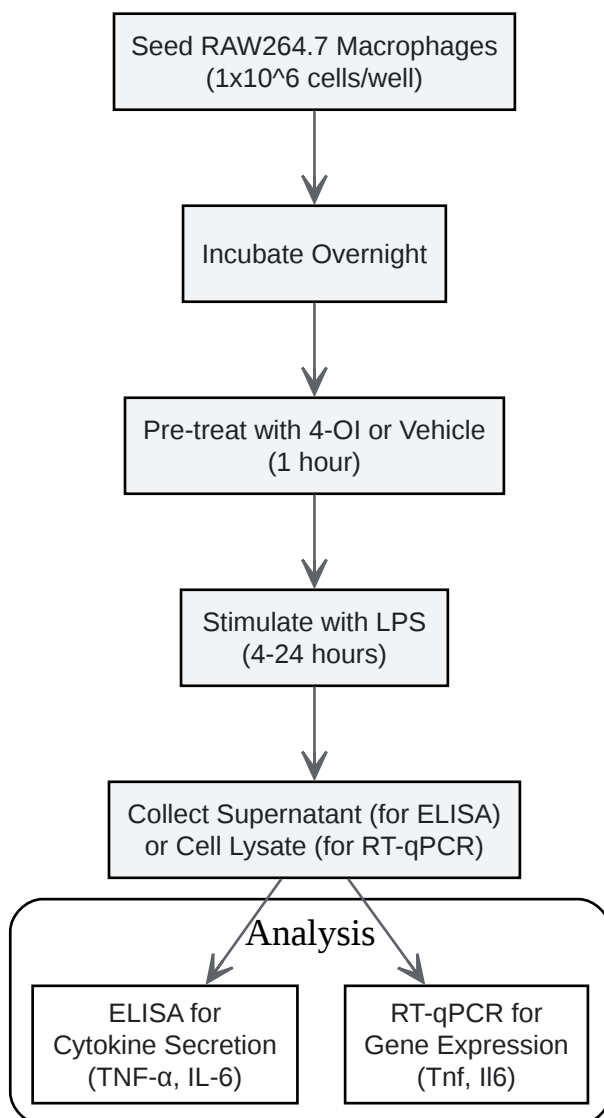 Seed RAW264.7 Macrophages
(1x10^6 cells/well)
Incubate Overnight
Pre-treat with 4-OI or Vehicle
(1 hour)
Stimulate with LPS
(4-24 hours)
Collect Supernatant (for ELISA)
or Cell Lysate (for RT-qPCR)
Analysis
ELISA for
Cytokine Secretion
(TNF-α, IL-6)
RT-qPCR for
Gene Expression
(Tnf, Il6)